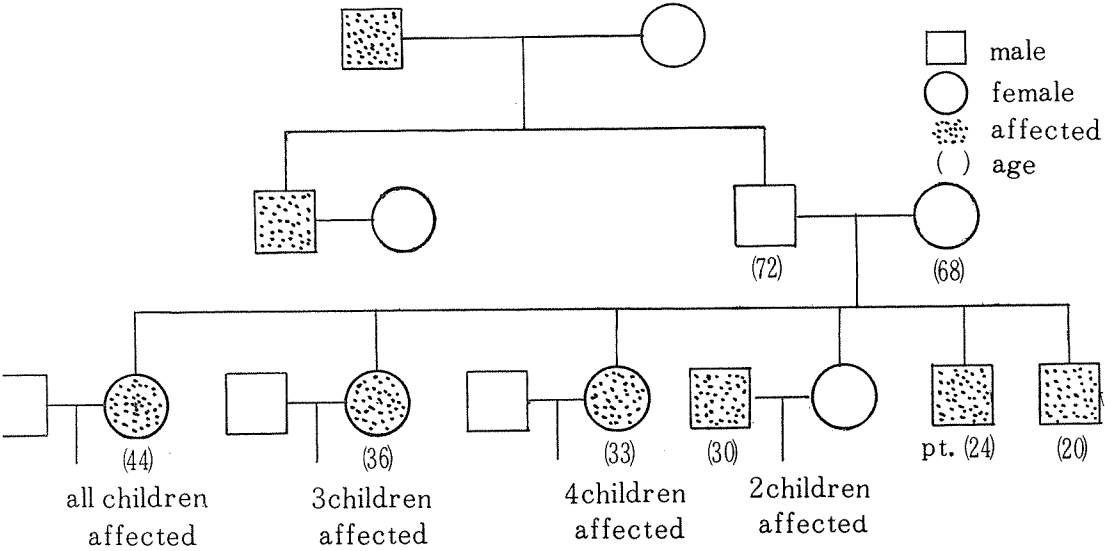 male
female
affected
( ) age
(72)
(68)
(44)
(36)
(33)
(30)
pt. (24)
(20)
all children
affected
3children
affected
4children
affected
2children
affected